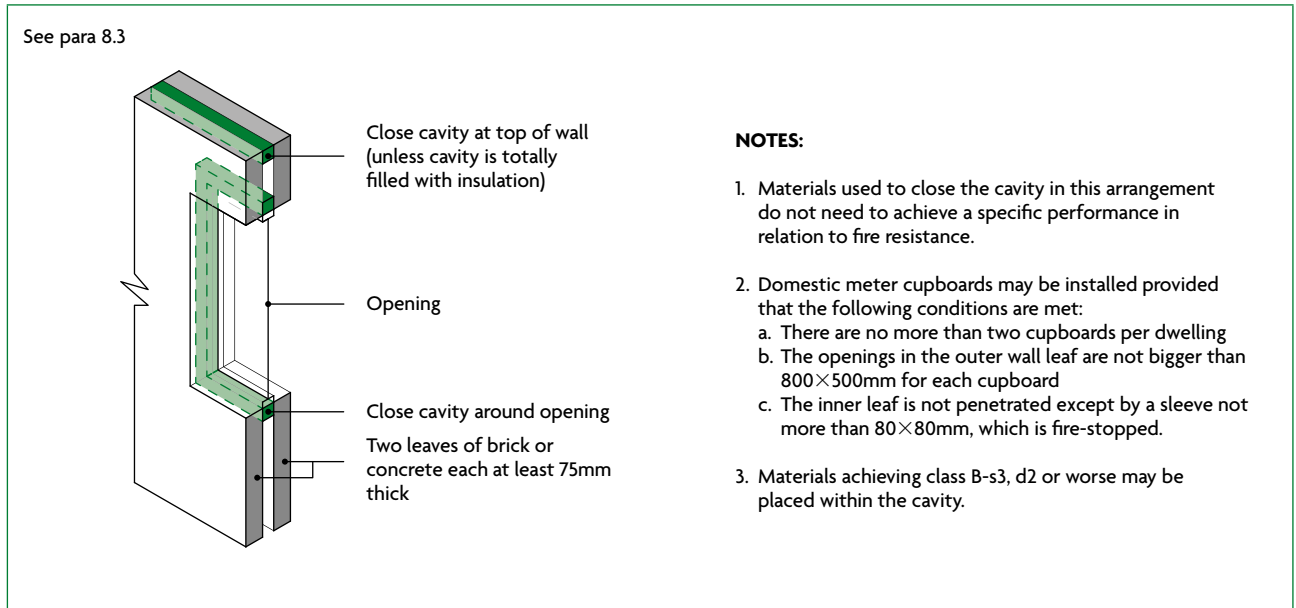 See para 8.3
Close cavity at top of wall
(unless cavity is totally
filled with insulation)
Opening
Close cavity around opening
Two leaves of brick or
concrete each at least 75mm
thick
NOTES:
1. Materials used to close the cavity in this arrangement
do not need to achieve a specific performance in
relation to fire resistance.
2. Domestic meter cupboards may be installed provided
that the following conditions are met:
a. There are no more than two cupboards per dwelling
b. The openings in the outer wall leaf are not bigger than
800×500mm for each cupboard
c. The inner leaf is not penetrated except by a sleeve not
more than 80×80mm, which is fire-stopped.
3. Materials achieving class B-s3, d2 or worse may be
placed within the cavity.